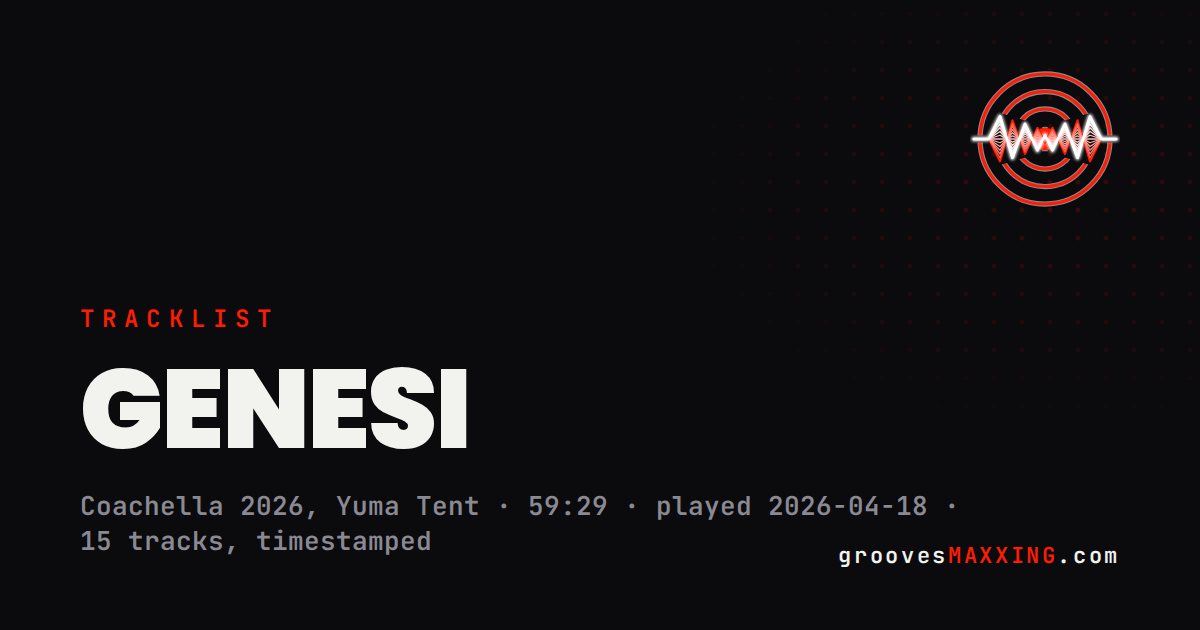 TRACKLIST
GENESI
Coachella 2026, Yuma Tent · 59:29 · played 2026-04-18 ·
15 tracks, timestamped
groovesMAXXING.com